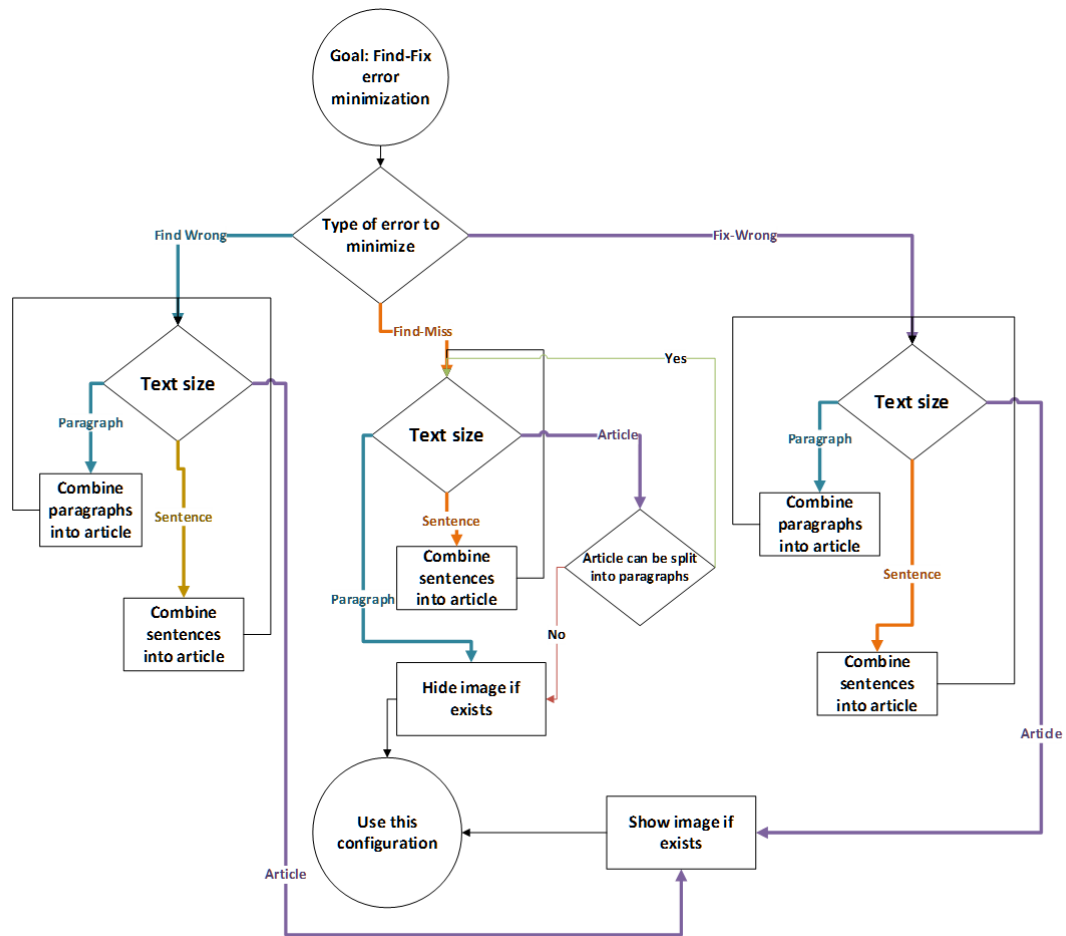 Goal: Find-Fix
error
minimization
Type of error to
minimize
Find Wrong
Fix-Wrong
Find-Miss
Yes
Text size
Text size
Text size
Paragraph
Article
Paragraph
Combine
paragraphs
into article
Sentence
Sentence
Combine
sentences
into article
Article can be split
into paragraphs
Combine
paragraphs
into article
Sentence
Paragraph
No
Combine
sentences
into article
Hide image if
exists
Combine
sentences
into article
Article
Use this
configuration
Show image if
exists
Article